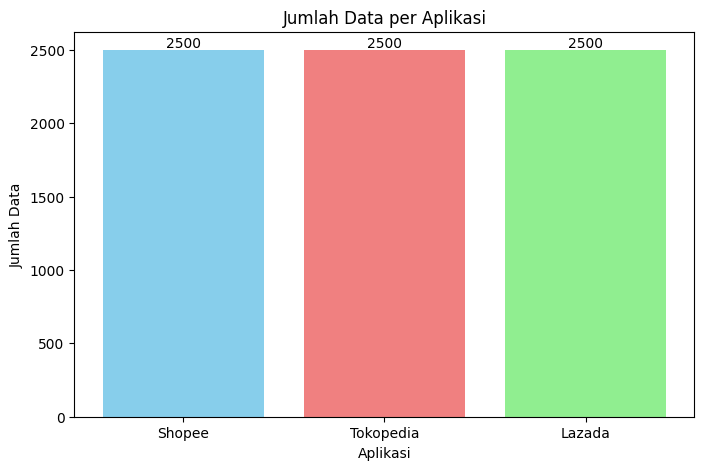 Jumlah Data per Aplikasi
2500 2500 2500
2500
2000
1500
1000
500
0
Jumlah Data
Shopee Tokopedia Lazada
Aplikasi